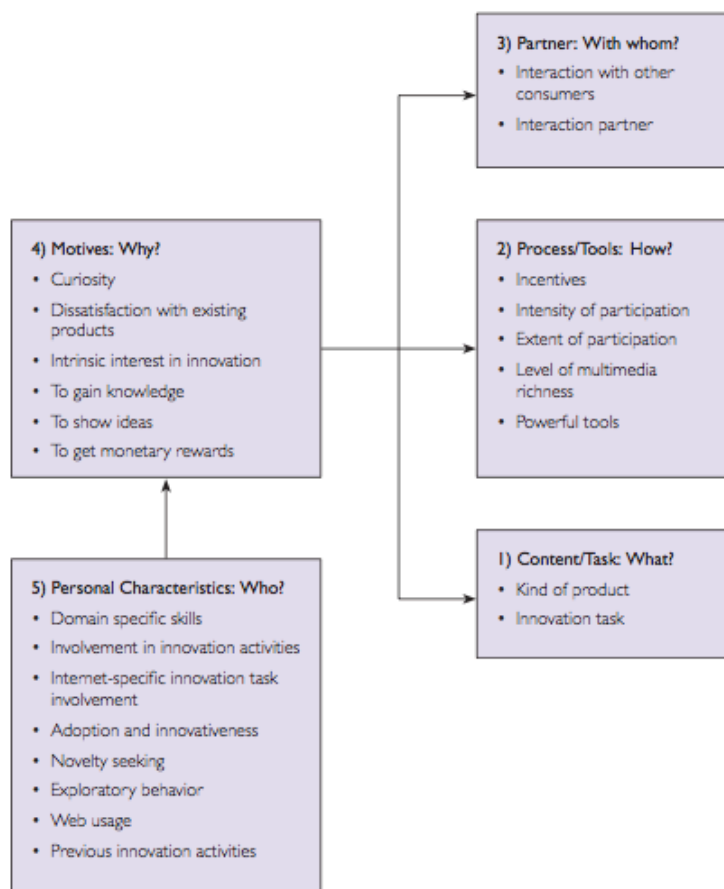 3) Partner: With whom?
• Interaction with other
consumers
• Interaction partner
4) Motives: Why?
• Curiosity
• Dissatisfaction with existing
products
• Intrinsic interest in innovation
• To gain knowledge
• To show ideas
• To get monetary rewards
2) Process/Tools: How?
• Incentives
• Intensity of participation
• Extent of participation
• Level of multimedia
richness
• Powerful tools
1) Content/Task: What?
• Kind of product
• Innovation task
5) Personal Characteristics: Who?
• Domain specific skills
• Involvement in innovation activities
• Internet-specific innovation task
involvement
• Adoption and innovativeness
• Novelty seeking
• Exploratory behavior
• Web usage
• Previous innovation activities